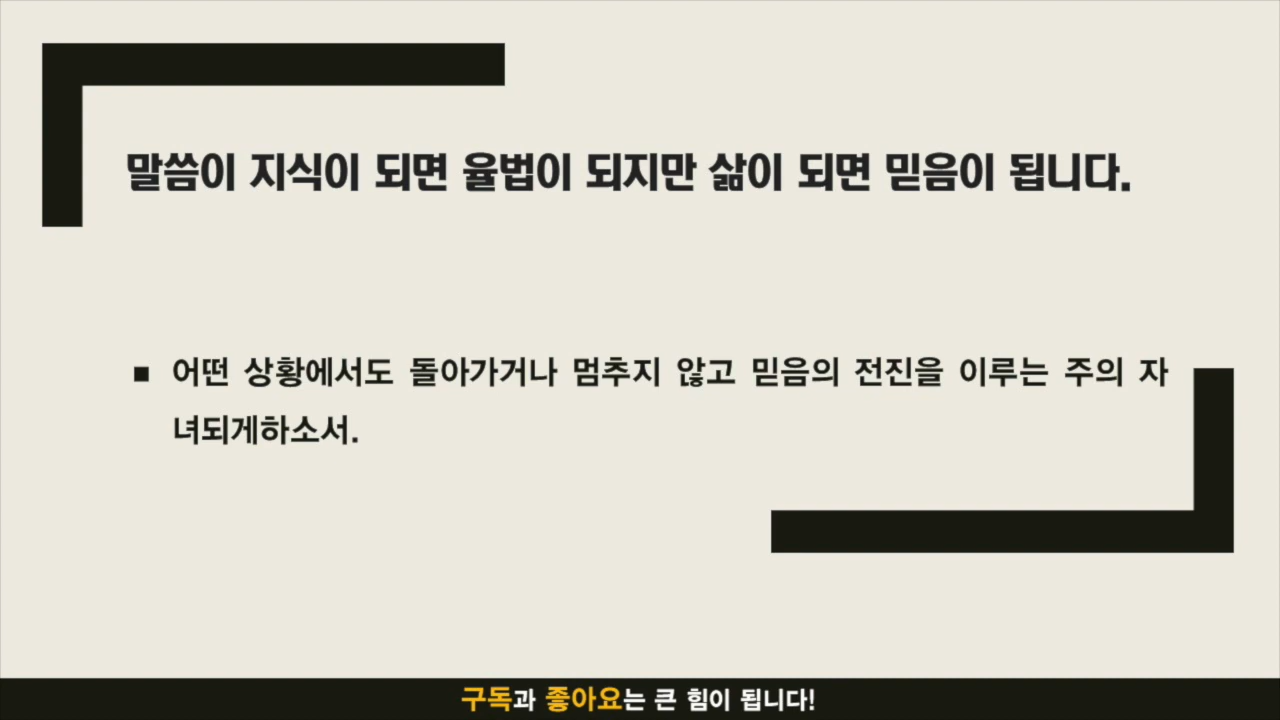 말씀이 지식이 되면 율법이 되지만 삶이 되면 믿음이 됩니다.
■ 어떤 상황에서도 돌아가거나 멈추지 않고 믿음의 전진을 이루는 주의 자
녀되게하소서.
구독과 좋아요는 큰 힘이 됩니다!